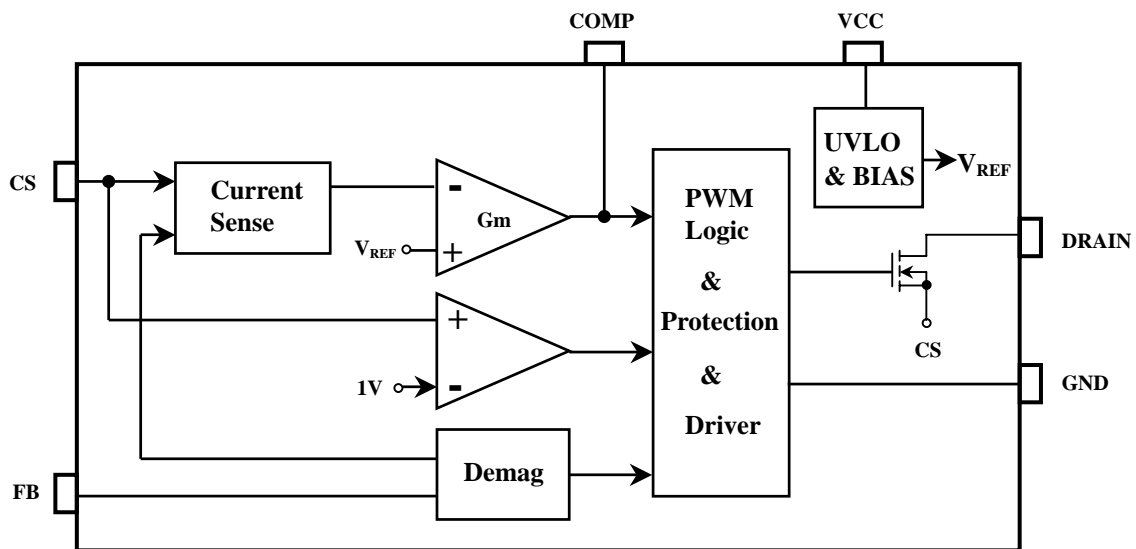 COMP
VCC
CS
Current
Sense
-
Gm
VREF
+
UVLO
& BIAS
VREF
PWM
Logic
&
Protection
&
Driver
DRAIN
CS
+
1V
-
GND
Demag
FB